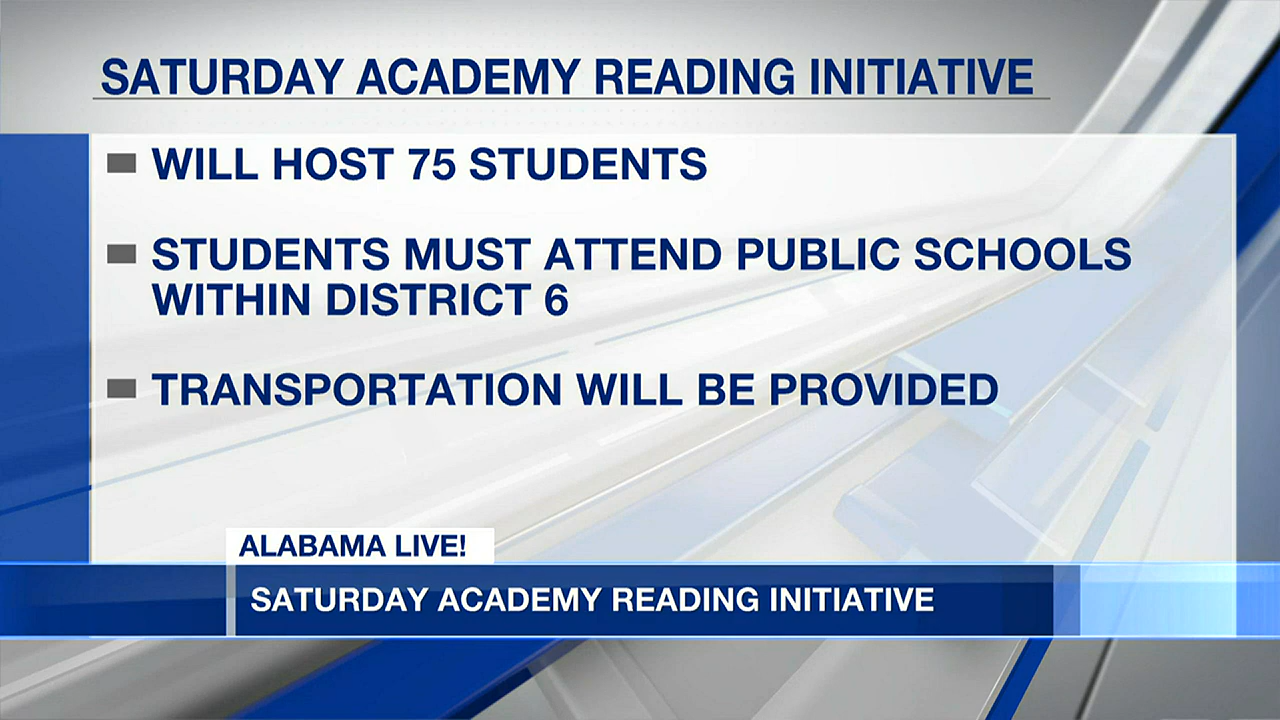 SATURDAY ACADEMY READING INITIATIVE
WILL HOST 75 STUDENTS
STUDENTS MUST ATTEND PUBLIC SCHOOLS
WITHIN DISTRICT 6
TRANSPORTATION WILL BE PROVIDED
ALABAMA LIVE!
SATURDAY ACADEMY READING INITIATIVE